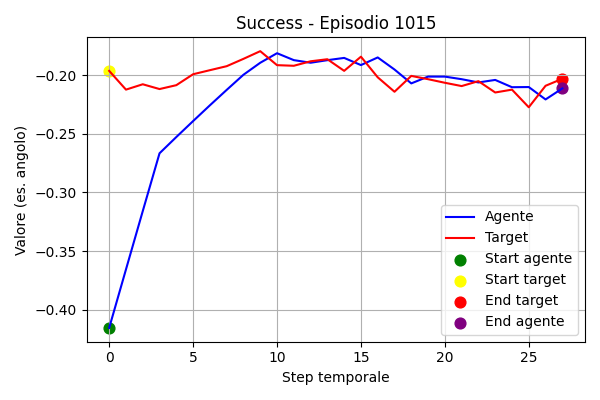 Success - Episodio 1015
Valore (es. angolo)
−0.20
−0.25
−0.30
−0.35
−0.40
0
5
10
15
20
25
Step temporale
Agente
Target
Start agente
Start target
End target
End agente